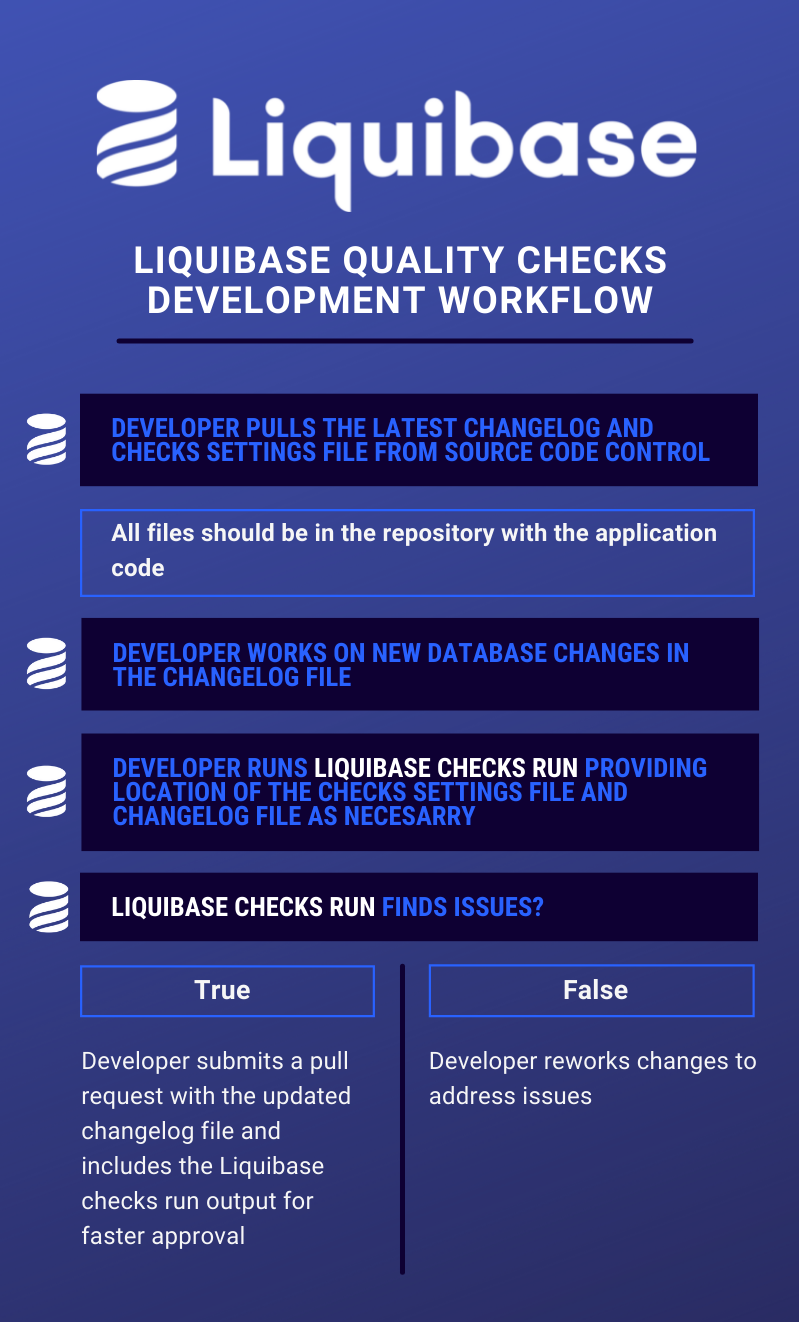 Liquibase
LIQUIBASE QUALITY CHECKS
DEVELOPMENT WORKFLOW
DEVELOPER PULLS THE LATEST CHANGELOG AND
CHECKS SETTINGS FILE FROM SOURCE CODE CONTROL
All files should be in the repository with the application
code
DEVELOPER WORKS ON NEW DATABASE CHANGES IN
THE CHANGELOG FILE
DEVELOPER RUNS LIQUIBASE CHECKS RUN PROVIDING
LOCATION OF THE CHECKS SETTINGS FILE AND
CHANGELOG FILE AS NECESARRY
LIQUIBASE CHECKS RUN FINDS ISSUES?
True
Developer submits a pull
request with the updated
changelog file and
includes the Liquibase
checks run output for
faster approval
False
Developer reworks changes to
address issues